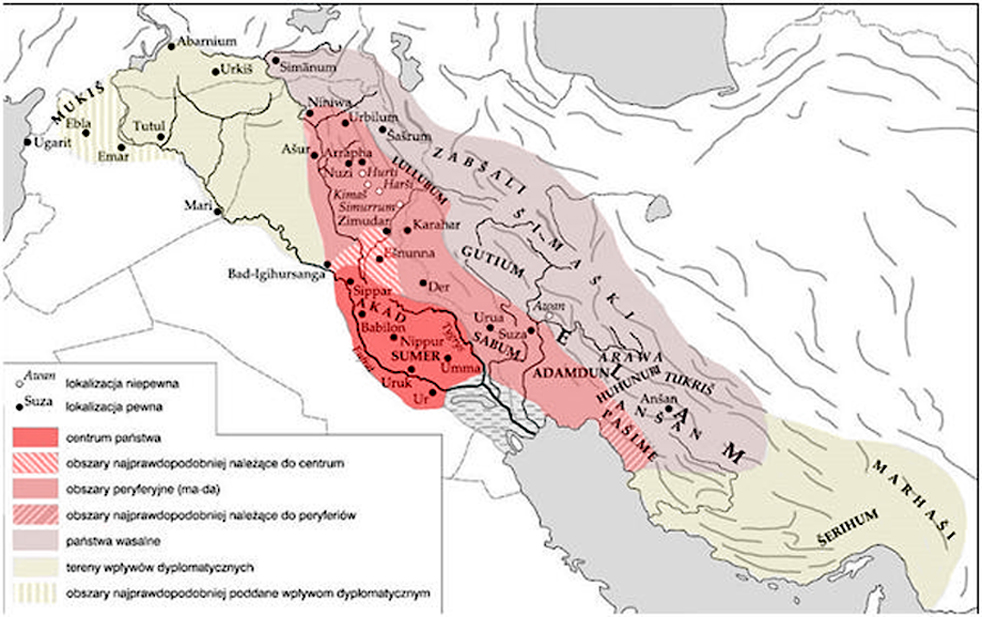 Abarnium
Urkiš
Simānum
MUKIŠ
Niniwa
Urbilum
Ebla
Tutul
Šašrum
Ugarit
Emar
Ašur
Arrapha
ZABŠALI
Nuzi
Hurti
LULLUBUM
Harši
Kimaš
Simurrum
Mari
Zimudar
Karahar
ŠIMAŠKI
Ešnunna
GUTIUM
Bad-Igihursanga
Der
Sippar
AKAD
Awan
Babilon
Urua
Suza
Tygrys
Nippur
SABUM
SUMER
Umma
ELAM
ARAWA
Eufrat
ADAMDUN
HUHUNURI
TUKRIŠ
Uruk
Ur
Anšan
ANŠAN
PAŠIME
MARHAŠI
ŠERIHUM
Awan lokalizacja niepewna
Suza lokalizacja pewna
centrum państwa
obszary najprawdopodobniej należące do centrum
obszary peryferyjne (ma-da)
obszary najprawdopodobniej należące do peryferiów
państwa wasalne
tereny wpływów dyplomatycznych
obszary najprawdopodobniej poddane wpływom dyplomatycznym